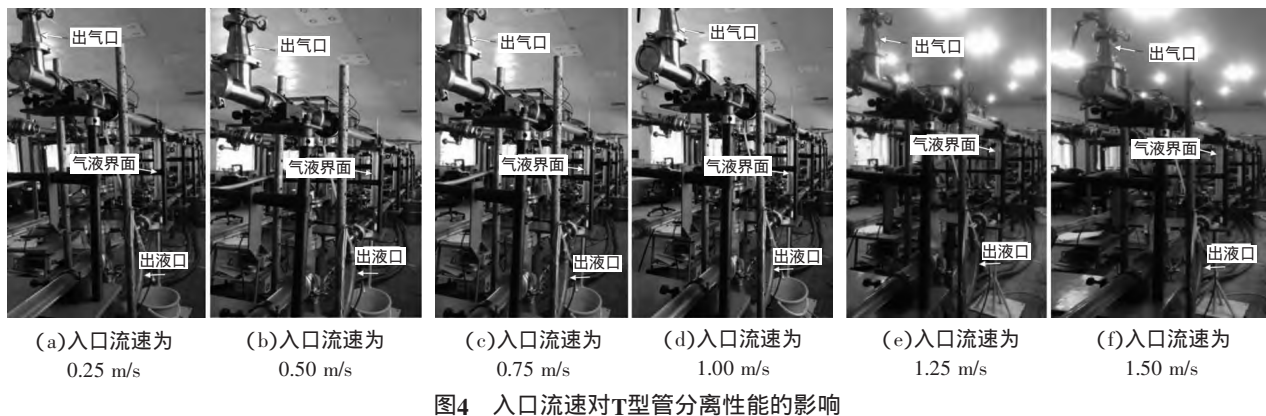 出气口
气液界面
出液口
出气口
气液界面
出液口
出气口
气液界面
出液口
出气口
气液界面
出液口
出气口
气液界面
出液口
出气口
气液界面
出液口
(a)入口流速为
0.25 m/s
(b)入口流速为
0.50 m/s
(c)入口流速为
0.75 m/s
(d)入口流速为
1.00 m/s
(e)入口流速为
1.25 m/s
(f)入口流速为
1.50 m/s
图4 入口流速对T型管分离性能的影响